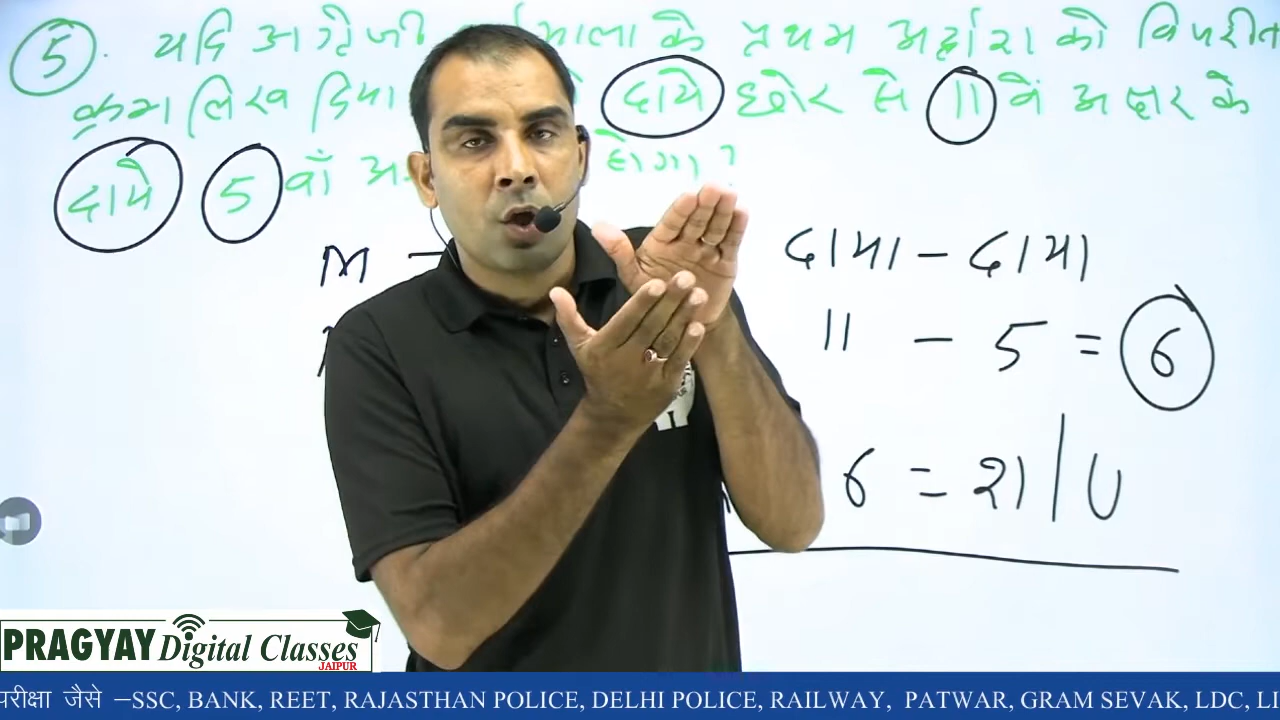 5. यदि अंग्रेजी माला के प्रथम अर्द्धांश को विपरीत
क्रम लिख दिया दायें छोर से 11 वें अक्षर के
दायें 5 वाँ होगा ?
M - दाया - दाया
11 - 5 = 6
6 = 21 | U
PRAGYAY Digital Classes
JAIPUR
परीक्षा जैसे –SSC, BANK, REET, RAJASTHAN POLICE, DELHI POLICE, RAILWAY, PATWAR, GRAM SEVAK, LDC,